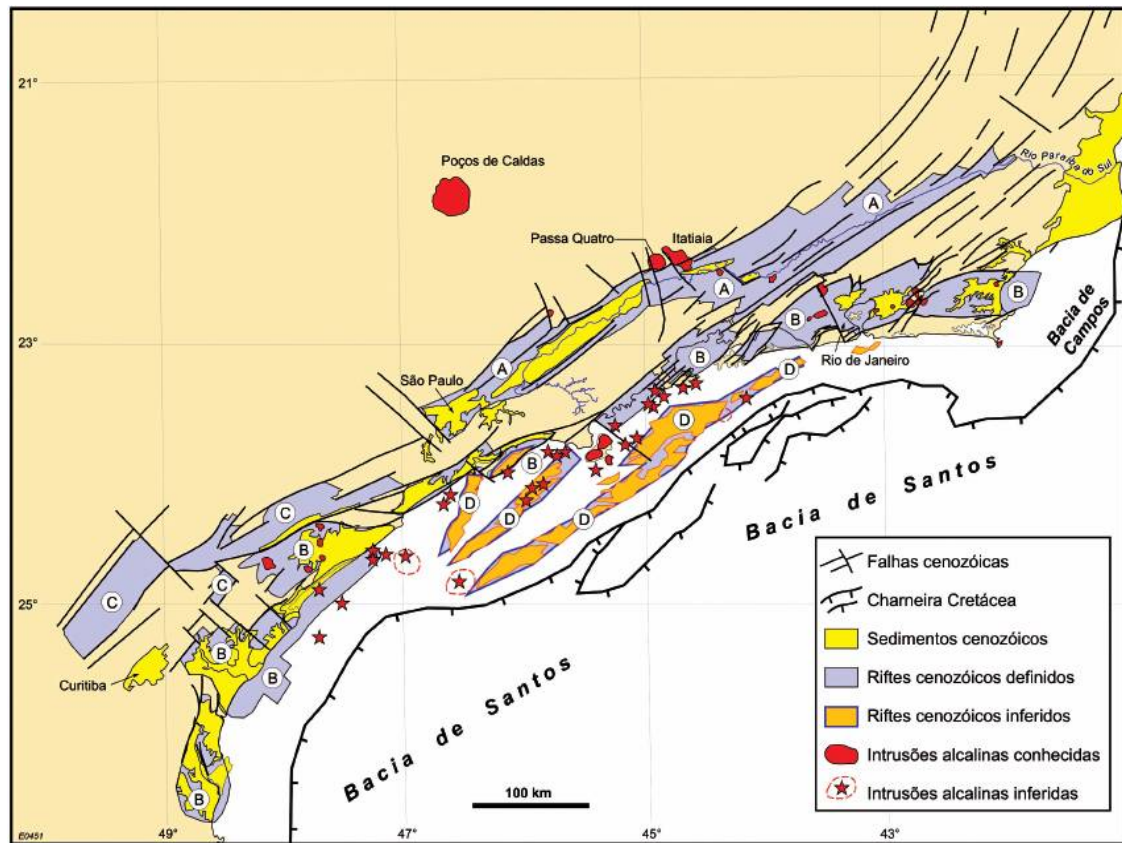 21°
Poços de Caldas
Rio Paraíba do Sul
A
Passa Quatro
Itatiaia
A
B
B
Bacia de
Campos
23°
A
São Paulo
B
Rio de Janeiro
D
D
B
D
D
D
C
B
C
C
25°
B
B
Curitiba
B
Bacia de Santos
Bacia de Santos
100 km
Falhas cenozóicas
Charneira Cretácea
Sedimentos cenozóicos
Riftes cenozóicos definidos
Riftes cenozóicos inferidos
Intrusões alcalinas conhecidas
Intrusões alcalinas inferidas
E0451
49°
47°
45°
43°